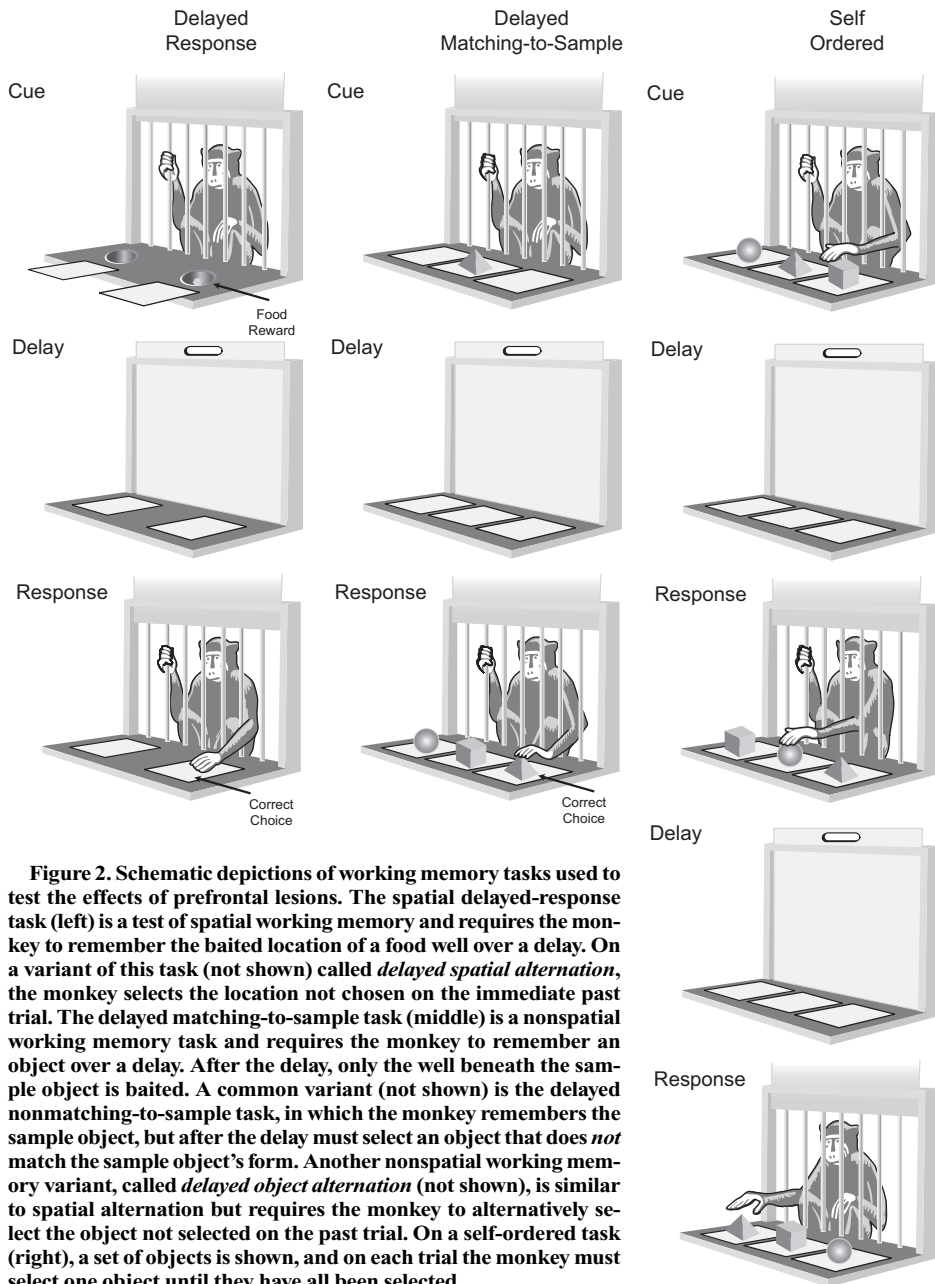 Delayed
Response
Delayed
Matching-to-Sample
Self
Ordered
Cue
Cue
Cue
Food
Reward
Delay
Delay
Delay
Response
Response
Response
Correct
Choice
Correct
Choice
Delay
Response
Figure 2. Schematic depictions of working memory tasks used to
test the effects of prefrontal lesions. The spatial delayed-response
task (left) is a test of spatial working memory and requires the mon-
key to remember the baited location of a food well over a delay. On
a variant of this task (not shown) called delayed spatial alternation,
the monkey selects the location not chosen on the immediate past
trial. The delayed matching-to-sample task (middle) is a nonspatial
working memory task and requires the monkey to remember an
object over a delay. After the delay, only the well beneath the sam-
ple object is baited. A common variant (not shown) is the delayed
nonmatching-to-sample task, in which the monkey remembers the
sample object, but after the delay must select an object that does not
match the sample object's form. Another nonspatial working mem-
ory variant, called delayed object alternation (not shown), is similar
to spatial alternation but requires the monkey to alternatively se-
lect the object not selected on the past trial. On a self-ordered task
(right), a set of objects is shown, and on each trial the monkey must
select one object until they have all been selected.